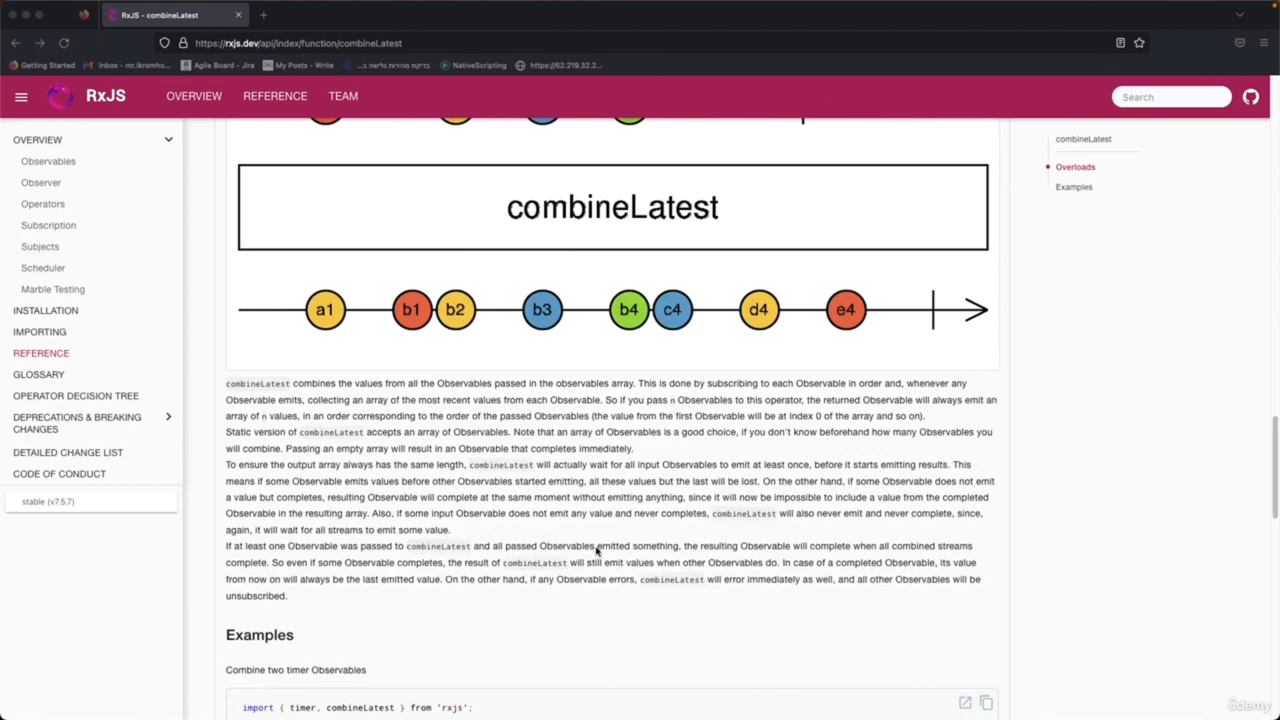 RxJS - combineLatest
https://rxjs.dev/api/index/function/combineLatest
Getting Started
Inbox - mr.ikromho...
Agile Board - Jira
My Posts - Write
בדיקת מהירות גלישה ב...
NativeScripting
https://62.219.32.2...
RxJS
OVERVIEW
REFERENCE
TEAM
Search
OVERVIEW
Observables
Observer
Operators
Subscription
Subjects
Scheduler
Marble Testing
INSTALLATION
IMPORTING
REFERENCE
GLOSSARY
OPERATOR DECISION TREE
DEPRECATIONS & BREAKING
CHANGES
DETAILED CHANGE LIST
CODE OF CONDUCT
stable (v7.5.7)
combineLatest
a1 b1 b2 b3 b4 c4 d4 e4
combineLatest combines the values from all the Observables passed in the observables array. This is done by subscribing to each Observable in order and, whenever any
Observable emits, collecting an array of the most recent values from each Observable. So if you pass n Observables to this operator, the returned Observable will always emit an
array of n values, in an order corresponding to the order of the passed Observables (the value from the first Observable will be at index 0 of the array and so on).
Static version of combineLatest accepts an array of Observables. Note that an array of Observables is a good choice, if you don't know beforehand how many Observables you
will combine. Passing an empty array will result in an Observable that completes immediately.
To ensure the output array always has the same length, combineLatest will actually wait for all input Observables to emit at least once, before it starts emitting results. This
means if some Observable emits values before other Observables started emitting, all these values but the last will be lost. On the other hand, if some Observable does not emit
a value but completes, resulting Observable will complete at the same moment without emitting anything, since it will now be impossible to include a value from the completed
Observable in the resulting array. Also, if some input Observable does not emit any value and never completes, combineLatest will also never emit and never complete, since,
again, it will wait for all streams to emit some value.
If at least one Observable was passed to combineLatest and all passed Observables emitted something, the resulting Observable will complete when all combined streams
complete. So even if some Observable completes, the result of combineLatest will still emit values when other Observables do. In case of a completed Observable, its value
from now on will always be the last emitted value. On the other hand, if any Observable errors, combineLatest will error immediately as well, and all other Observables will be
unsubscribed.
Examples
Combine two timer Observables
import { timer, combineLatest } from 'rxjs';
combineLatest
Overloads
Examples
ûdemy